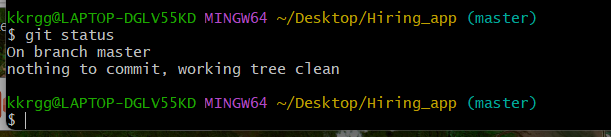 kkrgg@LAPTOP-DGLV55KD MINGW64 ~/Desktop/Hiring_app (master)
$ git status
On branch master
nothing to commit, working tree clean
kkrgg@LAPTOP-DGLV55KD MINGW64 ~/Desktop/Hiring_app (master)
$